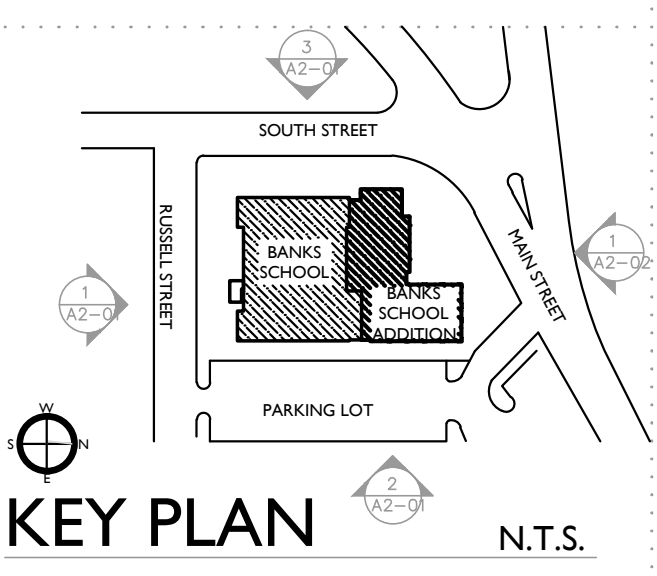 3
A2-01
SOUTH STREET
RUSSELL STREET
BANKS
SCHOOL
MAIN STREET
1
A2-02
1
A2-01
BANKS
SCHOOL
ADDITION
PARKING LOT
W
S
N
E
2
A2-01
KEY PLAN
N.T.S.